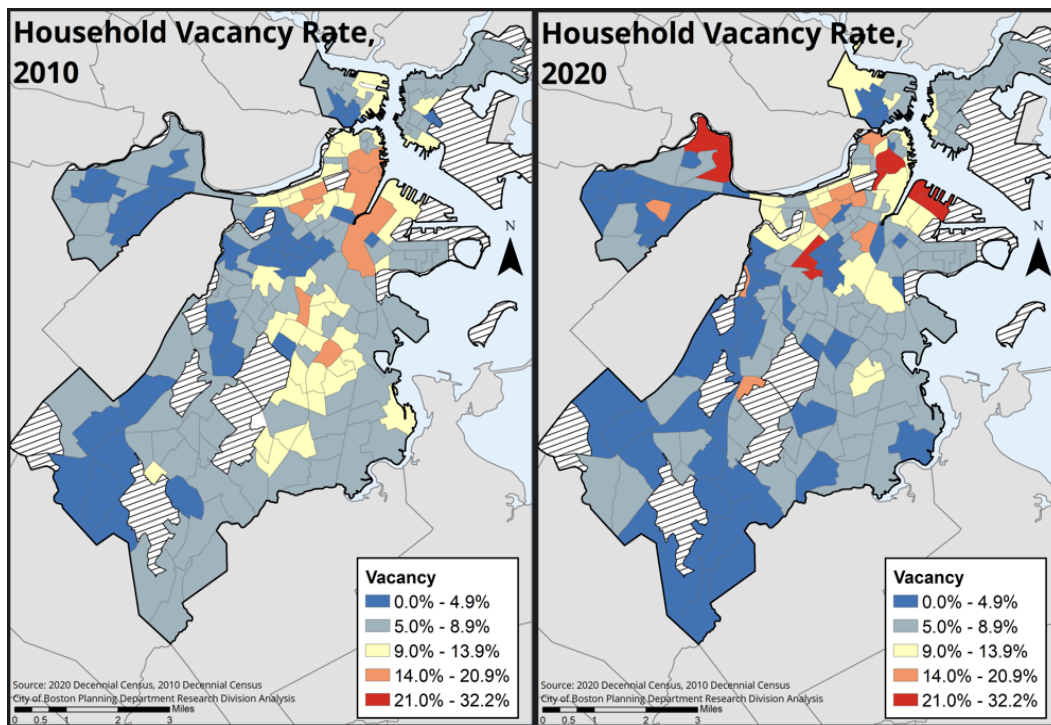 Household Vacancy Rate,
2010
N
Vacancy
0.0% - 4.9%
5.0% - 8.9%
9.0% - 13.9%
14.0% - 20.9%
21.0% - 32.2%
Source: 2020 Decennial Census, 2010 Decennial Census
City of Boston Planning Department Research Division Analysis
Miles
0 0.5 1 2 3
Household Vacancy Rate,
2020
N
Vacancy
0.0% - 4.9%
5.0% - 8.9%
9.0% - 13.9%
14.0% - 20.9%
21.0% - 32.2%
Source: 2020 Decennial Census, 2010 Decennial Census
City of Boston Planning Department Research Division Analysis
Miles
0 0.5 1 2 3